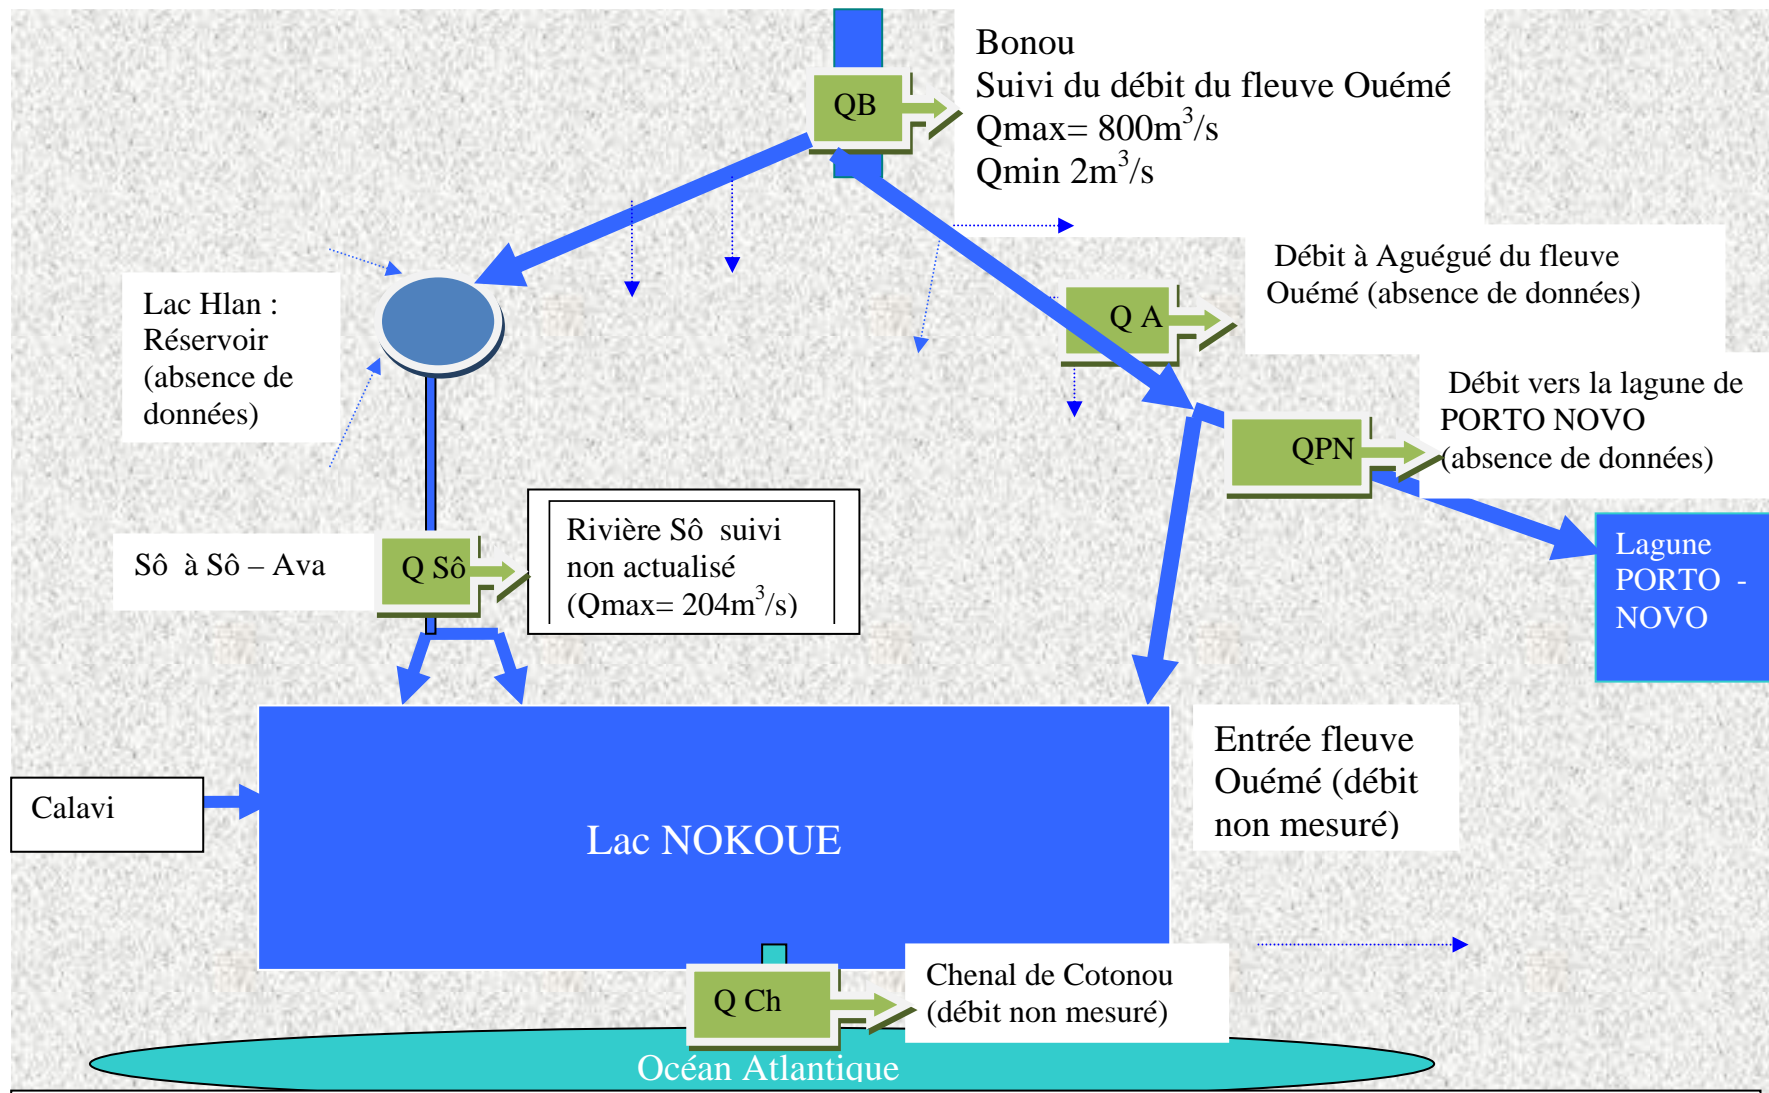 Bonou
Suivi du débit du fleuve Ouémé
Qmax= 800m³/s
Qmin 2m³/s
QB
Débit à Aguégué du fleuve
Ouémé (absence de données)
Q A
Lac Hlan :
Réservoir
(absence de
données)
Débit vers la lagune de
PORTO NOVO
(absence de données)
QPN
Rivière Sô suivi
non actualisé
(Qmax= 204m³/s)
Sô à Sô – Ava
Q Sô
Lagune
PORTO -
NOVO
Entrée fleuve
Ouémé (débit
non mesuré)
Calavi
Lac NOKOUE
Q Ch
Chenal de Cotonou
(débit non mesuré)
Océan Atlantique